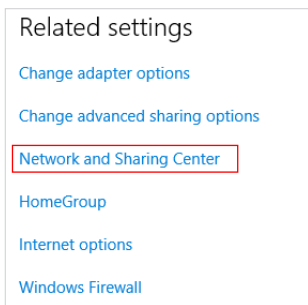 Related settings
Change adapter options
Change advanced sharing options
Network and Sharing Center
HomeGroup
Internet options
Windows Firewall